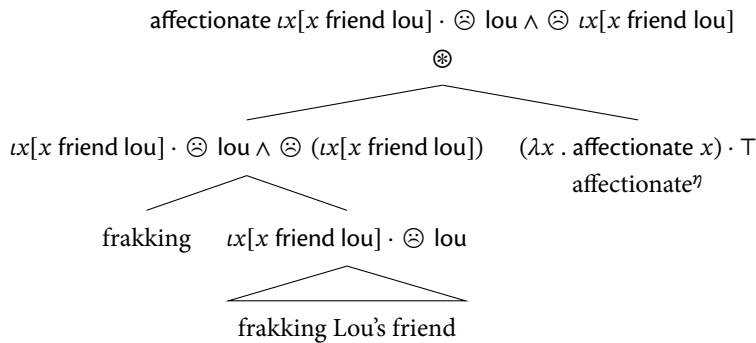 affectionate ιx[x friend lou] · ☹ lou ∧ ☹ ιx[x friend lou]
⊛
ιx[x friend lou] · ☹ lou ∧ ☹ (ιx[x friend lou]) (λx . affectionate x) · ⊤
affectionate^η
frakking ιx[x friend lou] · ☹ lou
frakking Lou's friend